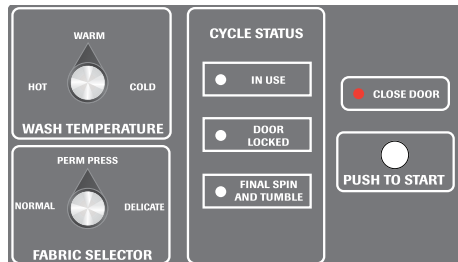 WARM
HOT
COLD
WASH TEMPERATURE
PERM PRESS
NORMAL
DELICATE
FABRIC SELECTOR
CYCLE STATUS
IN USE
DOOR
LOCKED
FINAL SPIN
AND TUMBLE
CLOSE DOOR
PUSH TO START